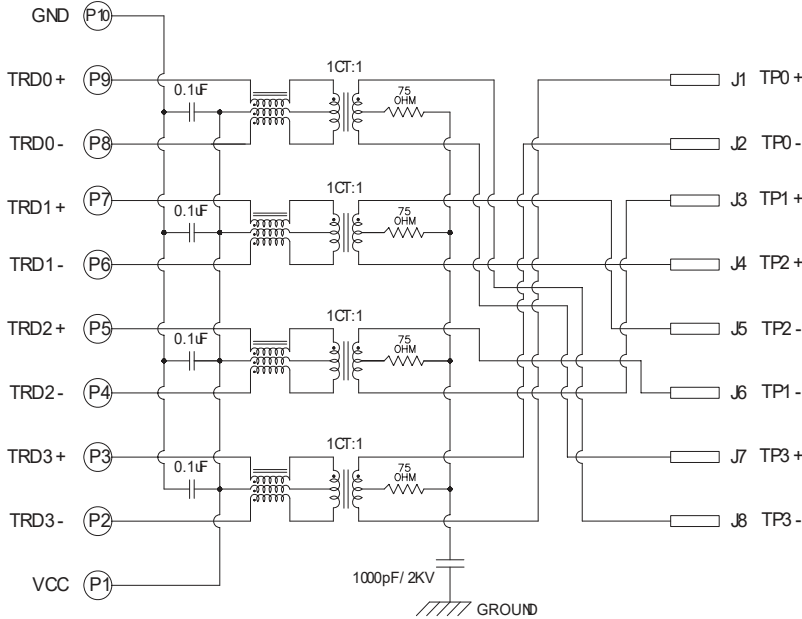 GND P10
TRD0 + P9
0.1uF
1CT:1
75
OHM
J1 TP0 +
TRD0 - P8
J2 TP0 -
TRD1 + P7
0.1uF
1CT:1
75
OHM
J3 TP1 +
TRD1 - P6
J4 TP2 +
TRD2 + P5
0.1uF
1CT:1
75
OHM
J5 TP2 -
TRD2 - P4
J6 TP1 -
TRD3 + P3
0.1uF
1CT:1
75
OHM
J7 TP3 +
TRD3 - P2
J8 TP3 -
VCC P1
1000pF/ 2KV
GROUND